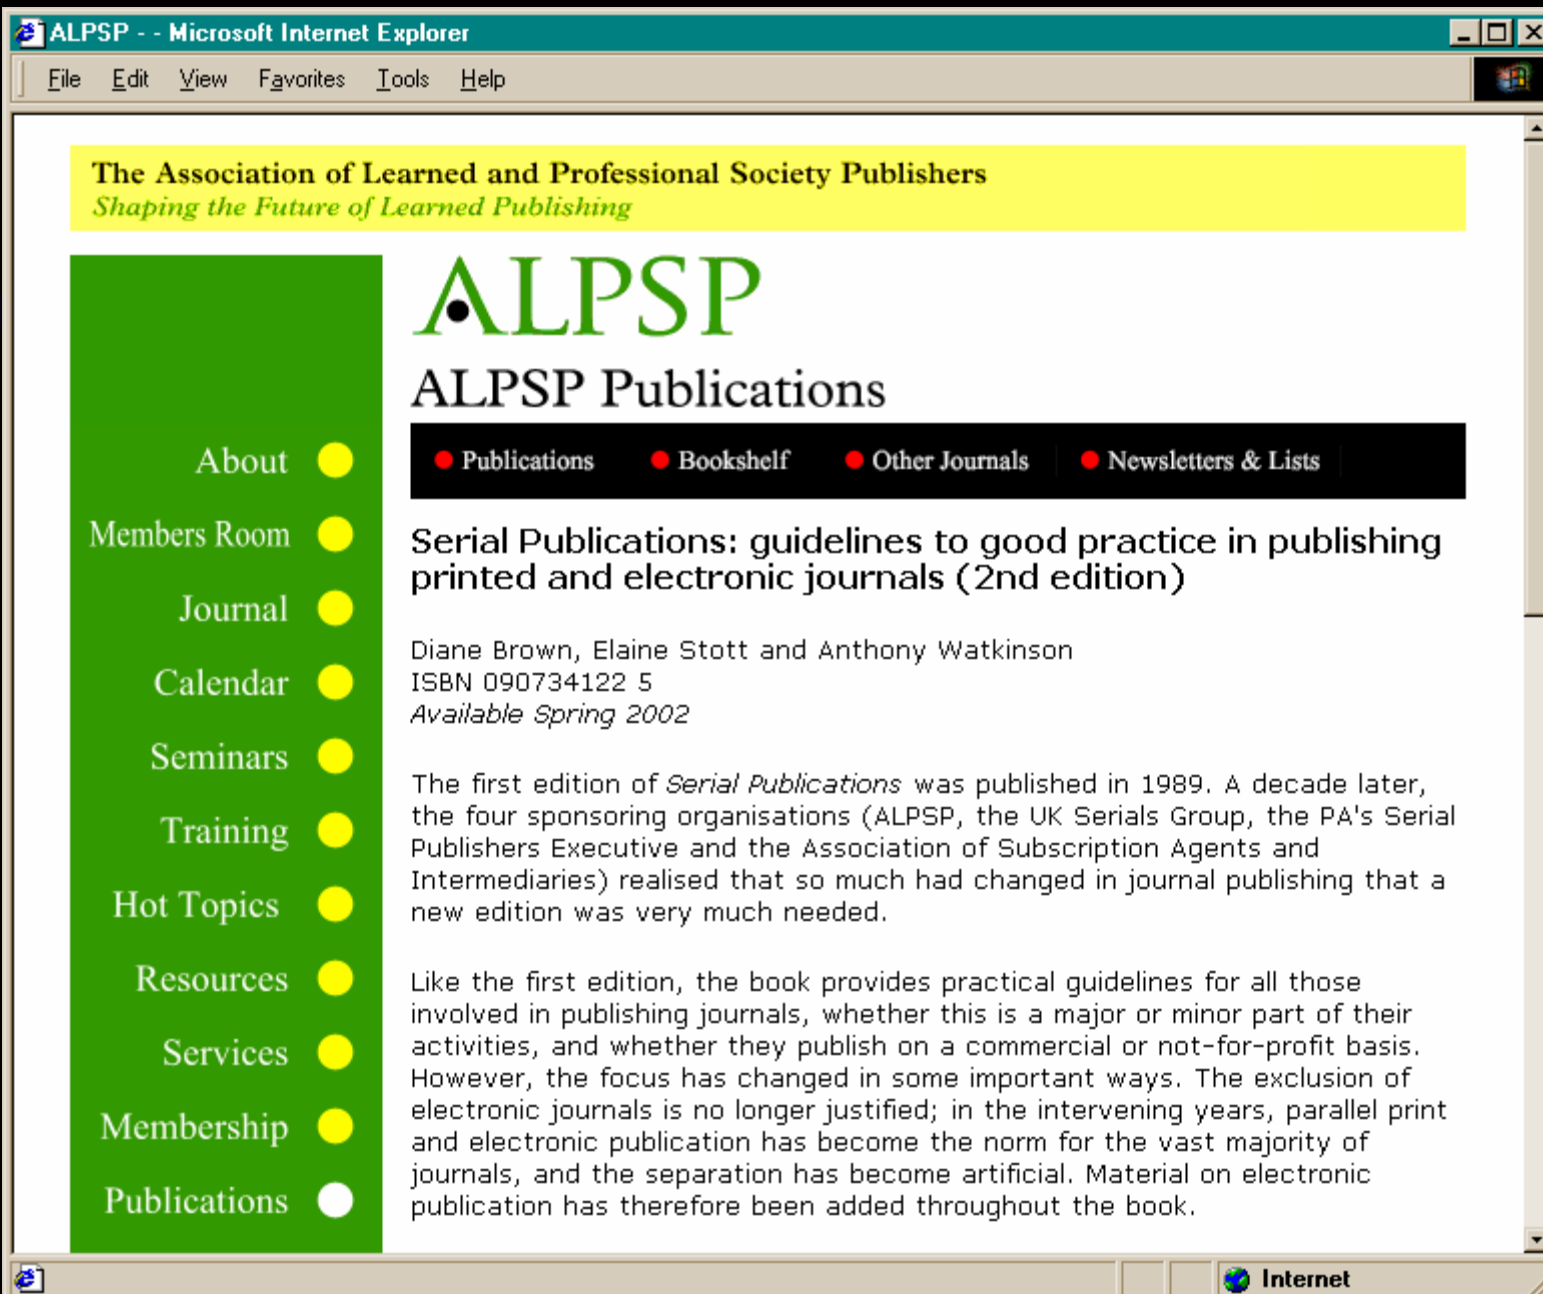 ALPSP - - Microsoft Internet Explorer
File Edit View Favorites Tools Help
The Association of Learned and Professional Society Publishers
Shaping the Future of Learned Publishing
ALPSP
ALPSP Publications
Publications Bookshelf Other Journals Newsletters & Lists
About
Members Room
Journal
Calendar
Seminars
Training
Hot Topics
Resources
Services
Membership
Publications
Serial Publications: guidelines to good practice in publishing
printed and electronic journals (2nd edition)
Diane Brown, Elaine Stott and Anthony Watkinson
ISBN 090734122 5
Available Spring 2002
The first edition of Serial Publications was published in 1989. A decade later,
the four sponsoring organisations (ALPSP, the UK Serials Group, the PA's Serial
Publishers Executive and the Association of Subscription Agents and
Intermediaries) realised that so much had changed in journal publishing that a
new edition was very much needed.
Like the first edition, the book provides practical guidelines for all those
involved in publishing journals, whether this is a major or minor part of their
activities, and whether they publish on a commercial or not-for-profit basis.
However, the focus has changed in some important ways. The exclusion of
electronic journals is no longer justified; in the intervening years, parallel print
and electronic publication has become the norm for the vast majority of
journals, and the separation has become artificial. Material on electronic
publication has therefore been added throughout the book.
Internet